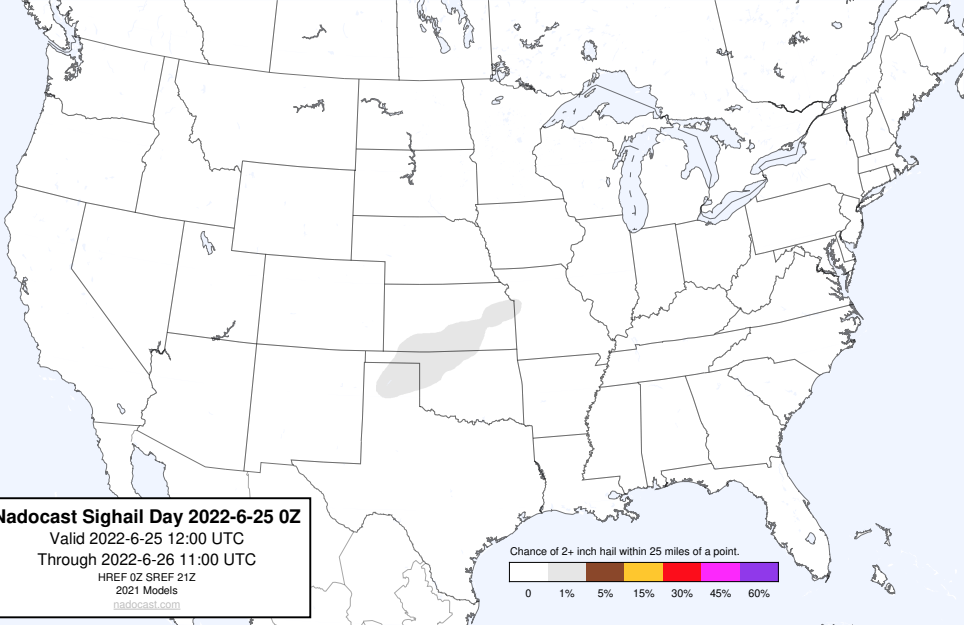 Nadocast Sighail Day 2022-6-25 0Z
Valid 2022-6-25 12:00 UTC
Through 2022-6-26 11:00 UTC
HREF 0Z SREF 21Z
2021 Models
nadocast.com
Chance of 2+ inch hail within 25 miles of a point.
0 1% 5% 15% 30% 45% 60%